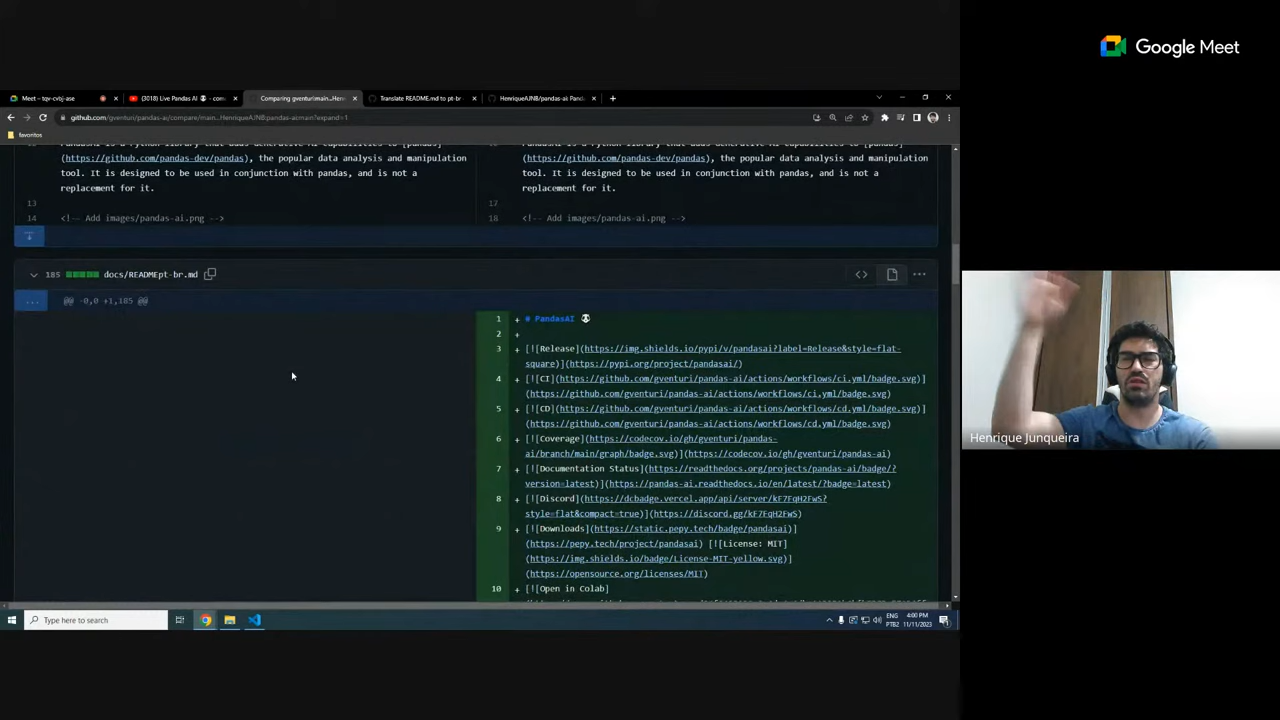 Google Meet
Meet – tqv-cvbj-ase
(3018) Live Pandas AI
Comparing gventuri:main...Hen
Translate README.md to pt-br
HenriqueAJNB/pandas-ai: Panda
github.com/gventuri/pandas-ai/compare/main...HenriqueAJNB:pandas-ai:main?expand=1
favoritos
(https://github.com/pandas-dev/pandas), the popular data analysis and manipulation
tool. It is designed to be used in conjunction with pandas, and is not a
replacement for it.
13
14 <!-- Add images/pandas-ai.png -->
(https://github.com/pandas-dev/pandas), the popular data analysis and manipulation
tool. It is designed to be used in conjunction with pandas, and is not a
replacement for it.
17
18 <!-- Add images/pandas-ai.png -->
185 docs/READMEpt-br.md
... @@ -0,0 +1,185 @@
1 + # PandasAI 🐼
2 +
3 + [![Release](https://img.shields.io/pypi/v/pandasai?label=Release&style=flat-
square)](https://pypi.org/project/pandasai/)
4 + [![CI](https://github.com/gventuri/pandas-ai/actions/workflows/ci.yml/badge.svg)]
(https://github.com/gventuri/pandas-ai/actions/workflows/ci.yml/badge.svg)
5 + [![CD](https://github.com/gventuri/pandas-ai/actions/workflows/cd.yml/badge.svg)]
(https://github.com/gventuri/pandas-ai/actions/workflows/cd.yml/badge.svg)
6 + [![Coverage](https://codecov.io/gh/gventuri/pandas-
ai/branch/main/graph/badge.svg)](https://codecov.io/gh/gventuri/pandas-ai)
7 + [![Documentation Status](https://readthedocs.org/projects/pandas-ai/badge/?
version=latest)](https://pandas-ai.readthedocs.io/en/latest/?badge=latest)
8 + [![Discord](https://dcbadge.vercel.app/api/server/kF7FqH2FwS?
style=flat&compact=true)](https://discord.gg/kF7FqH2FwS)
9 + [![Downloads](https://static.pepy.tech/badge/pandasai)]
(https://pepy.tech/project/pandasai) [![License: MIT]
(https://img.shields.io/badge/License-MIT-yellow.svg)]
(https://opensource.org/licenses/MIT)
10 + [![Open in Colab]
Henrique Junqueira
Type here to search
ENG
PTB2
4:00 PM
11/11/2023